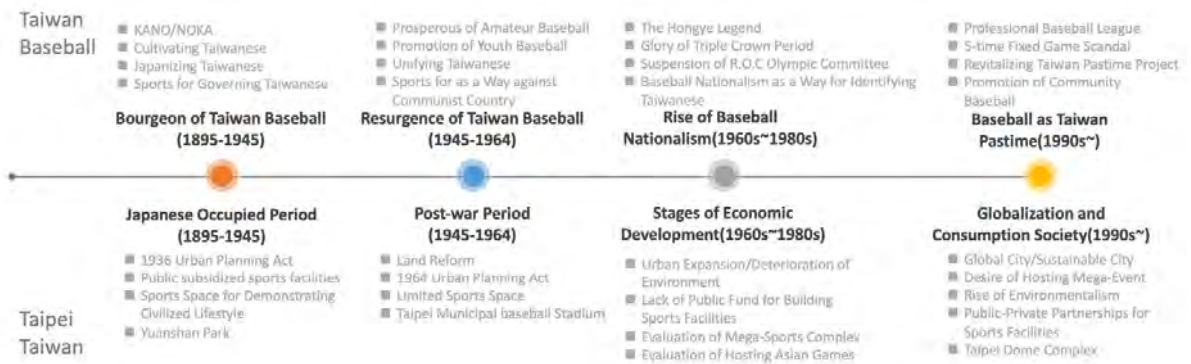 Taiwan
Baseball
KANO/NOKA
Cultivating Taiwanese
Japanizing Taiwanese
Sports for Governing Taiwanese
Bourgeon of Taiwan Baseball
(1895-1945)
Prosperous of Amateur Baseball
Promotion of Youth Baseball
Unifying Taiwanese
Sports for as a Way against
Communist Country
Resurgence of Taiwan Baseball
(1945-1964)
The Hongye Legend
Glory of Triple Crown Period
Suspension of R.O.C Olympic Committee
Baseball Nationalism as a Way for Identifying
Taiwanese
Rise of Baseball
Nationalism(1960s~1980s)
Professional Baseball League
5-time Fixed Game Scandal
Revitalizing Taiwan Pastime Project
Promotion of Community
Baseball
Baseball as Taiwan
Pastime(1990s~)
Japanese Occupied Period
(1895-1945)
1936 Urban Planning Act
Public subsidized sports facilities
Sports Space for Demonstrating
Civilized Lifestyle
Yuanshan Park
Post-war Period
(1945-1964)
Land Reform
1964 Urban Planning Act
Limited Sports Space
Taipei Municipal baseball Stadium
Stages of Economic
Development(1960s~1980s)
Urban Expansion/Deterioration of
Environment
Lack of Public Fund for Building
Sports Facilities
Evaluation of Mega-Sports Complex
Evaluation of Hosting Asian Games
Globalization and
Consumption Society(1990s~)
Global City/Sustainable City
Desire of Hosting Mega-Event
Rise of Environmentalism
Public-Private Partnerships for
Sports Facilities
Taipei Dome Complex
Taipei
Taiwan